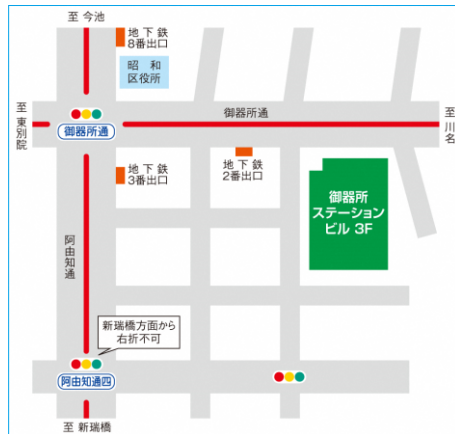 至 今池
地 下 鉄
8番出口
昭 和
区役所
至 東別院
御器所通
御器所通
至 川名
地 下 鉄
3番出口
地 下 鉄
2番出口
御器所
ステーション
ビル 3F
阿由知通
新瑞橋方面から
右折不可
阿由知通四
至 新瑞橋